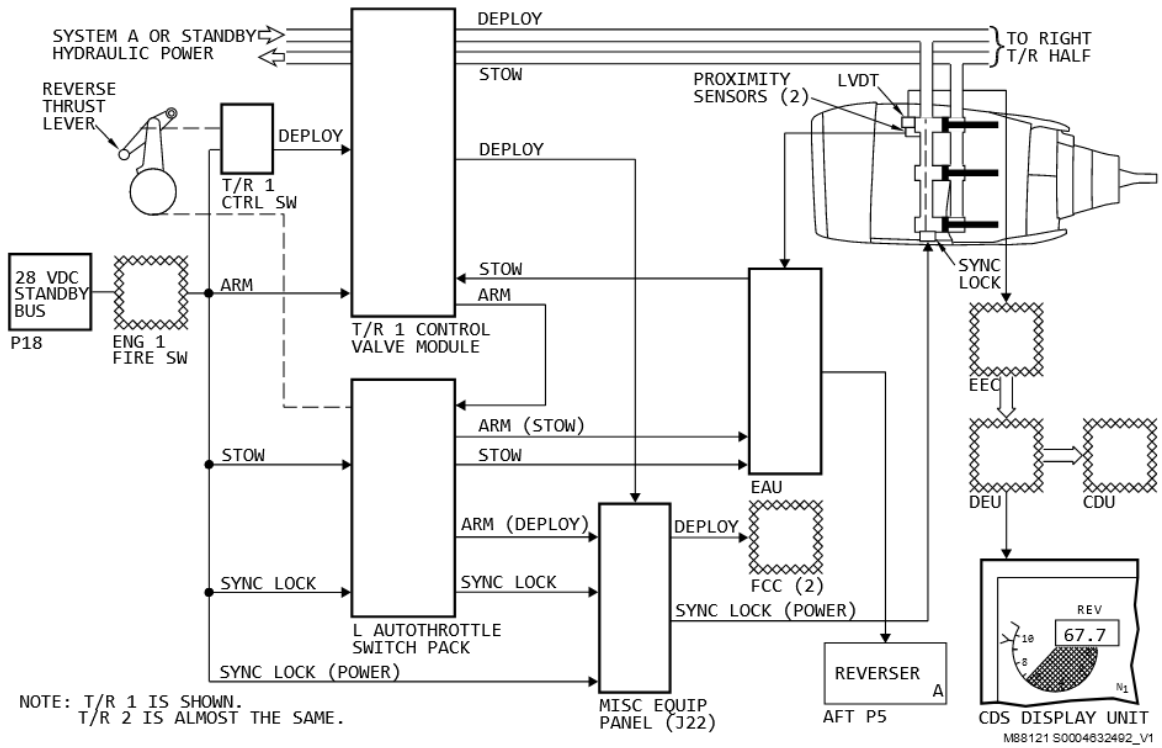 SYSTEM A OR STANDBY
HYDRAULIC POWER
DEPLOY
STOW
TO RIGHT
T/R HALF
REVERSE
THRUST
LEVER
DEPLOY
T/R 1
CTRL SW
DEPLOY
PROXIMITY
SENSORS (2)
LVDT
SYNC
LOCK
28 VDC
STANDBY
BUS
P18
ENG 1
FIRE SW
ARM
STOW
ARM
T/R 1 CONTROL
VALVE MODULE
EEC
ARM (STOW)
STOW
STOW
EAU
DEU
CDU
ARM (DEPLOY)
DEPLOY
FCC (2)
SYNC LOCK
SYNC LOCK
SYNC LOCK (POWER)
L AUTOTHROTTLE
SWITCH PACK
SYNC LOCK (POWER)
MISC EQUIP
PANEL (J22)
REVERSER
A
AFT P5
REV
67.7
10
8
N1
CDS DISPLAY UNIT
NOTE: T/R 1 IS SHOWN.
T/R 2 IS ALMOST THE SAME.
M88121 S0004632492_V1